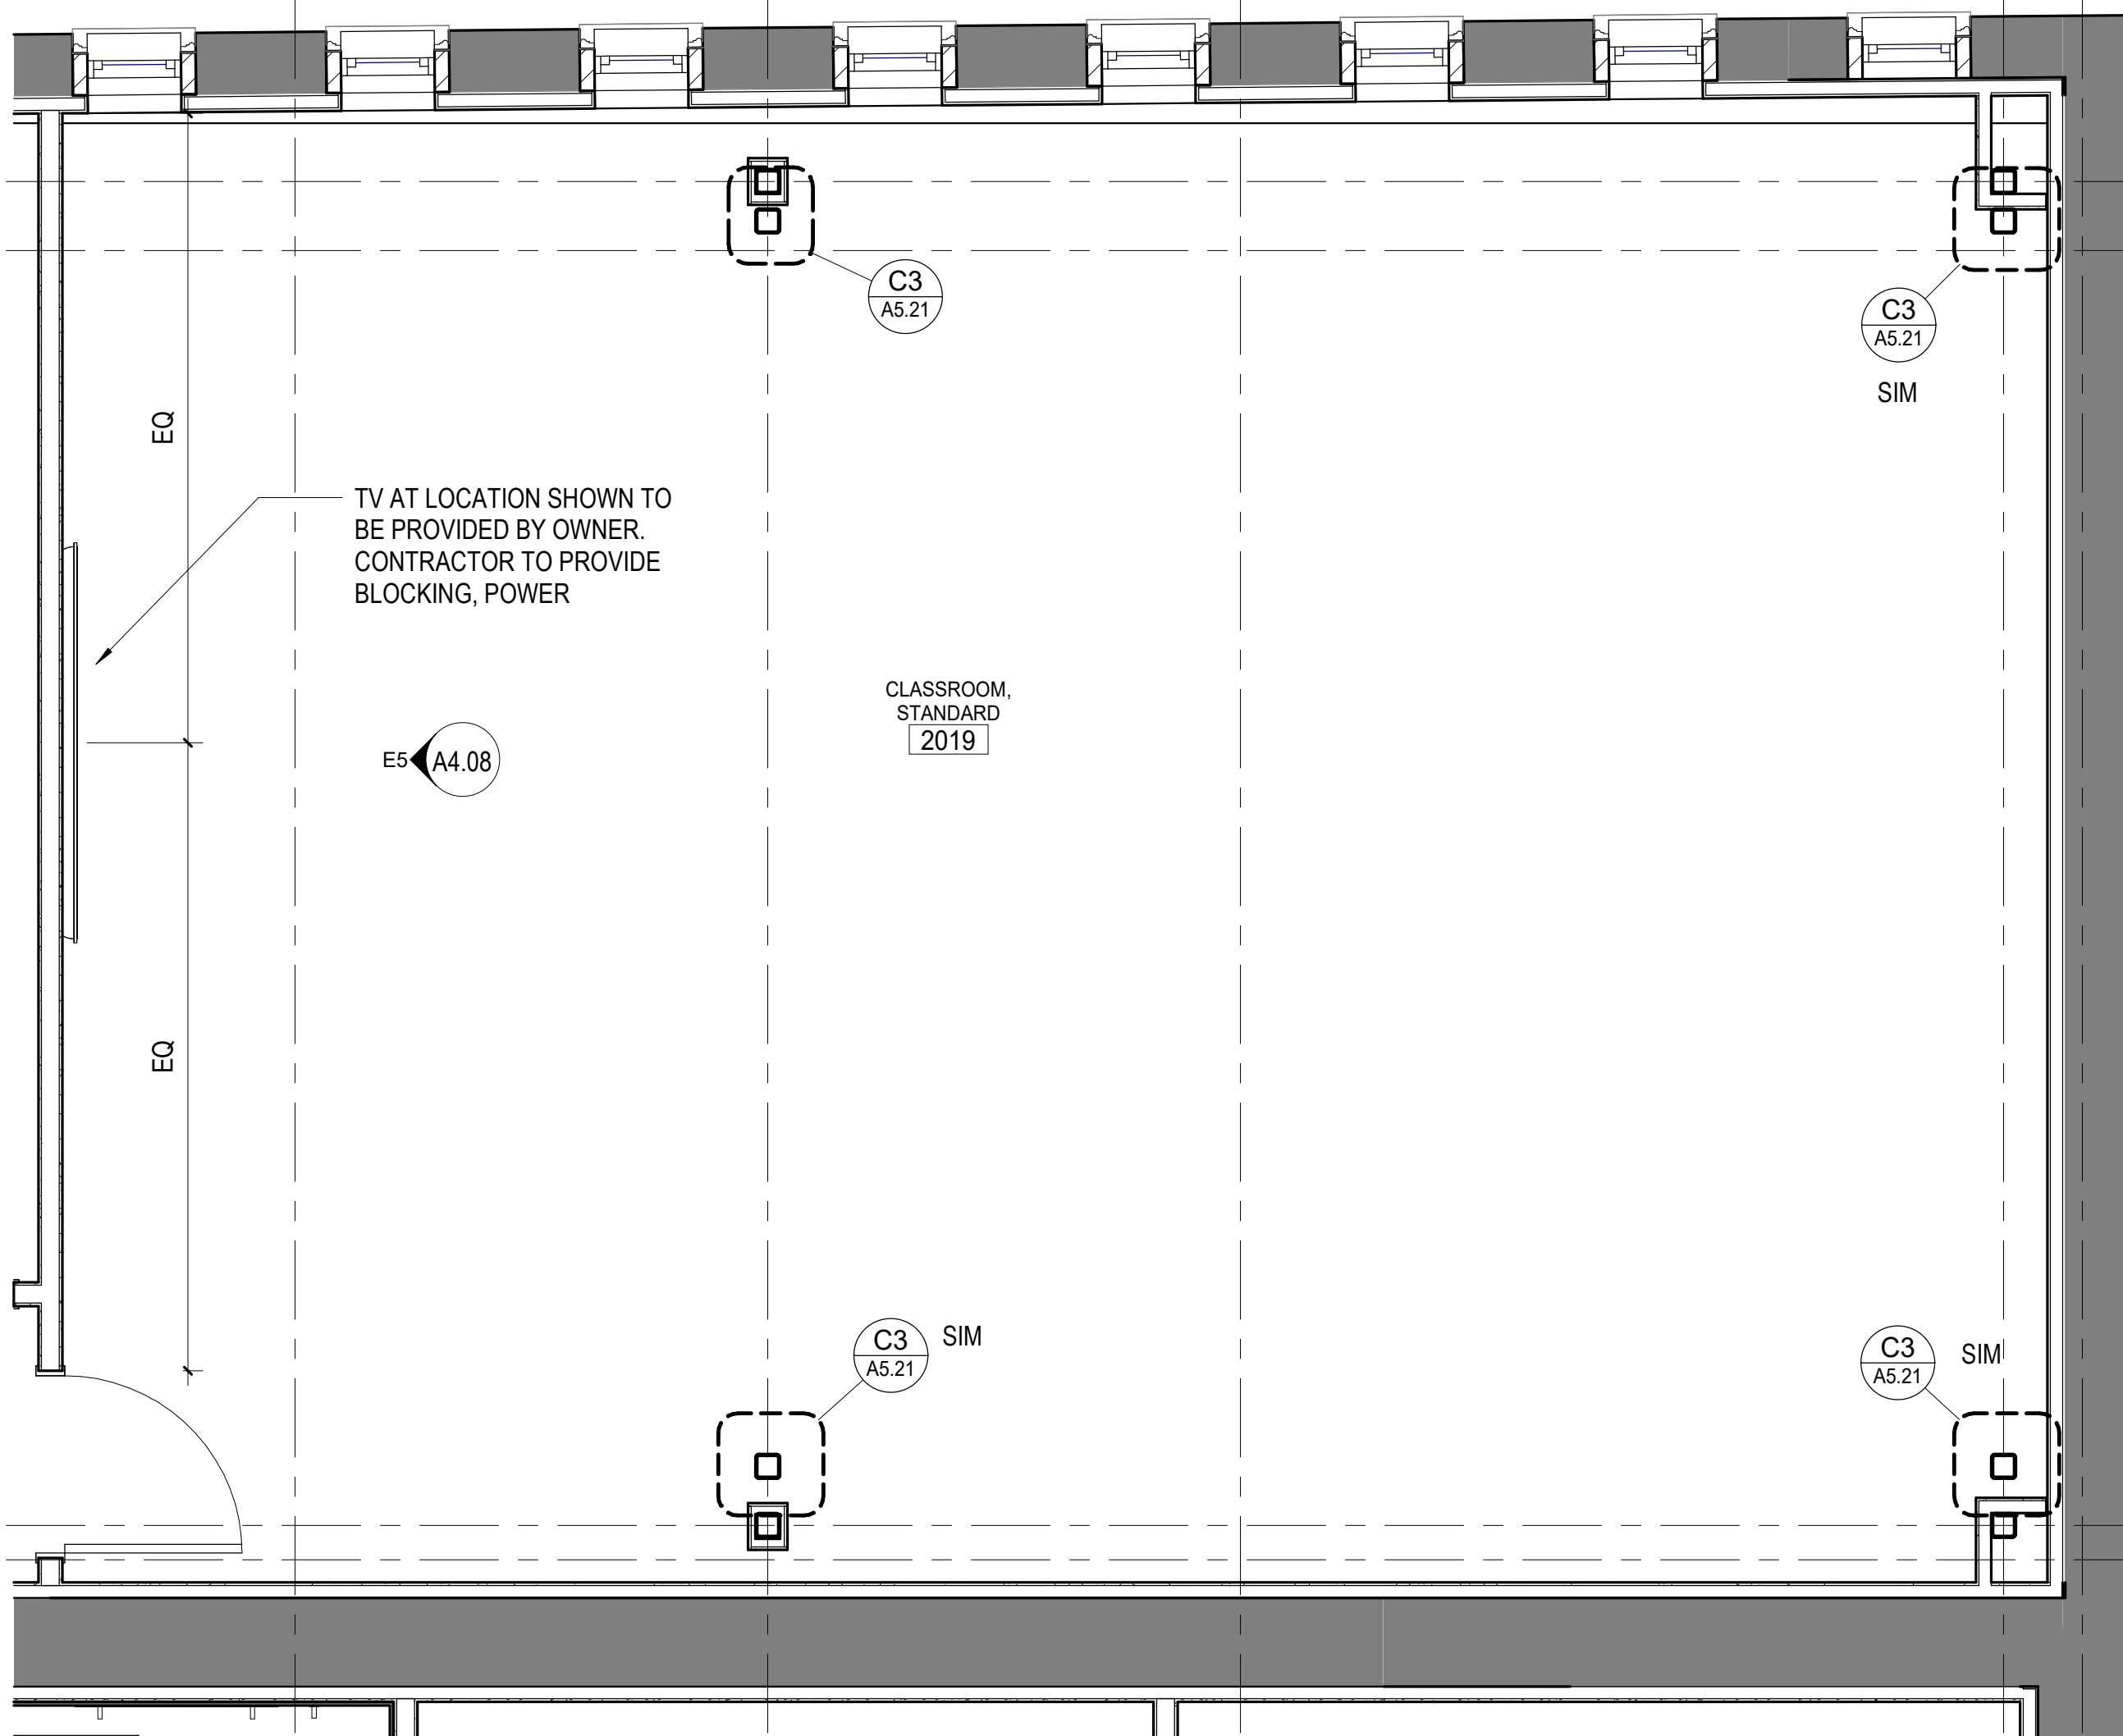 C3
A5.21
C3
A5.21
SIM
EQ
TV AT LOCATION SHOWN TO
BE PROVIDED BY OWNER.
CONTRACTOR TO PROVIDE
BLOCKING, POWER
CLASSROOM,
STANDARD
2019
E5 A4.08
EQ
C3
A5.21
SIM
C3
A5.21
SIM